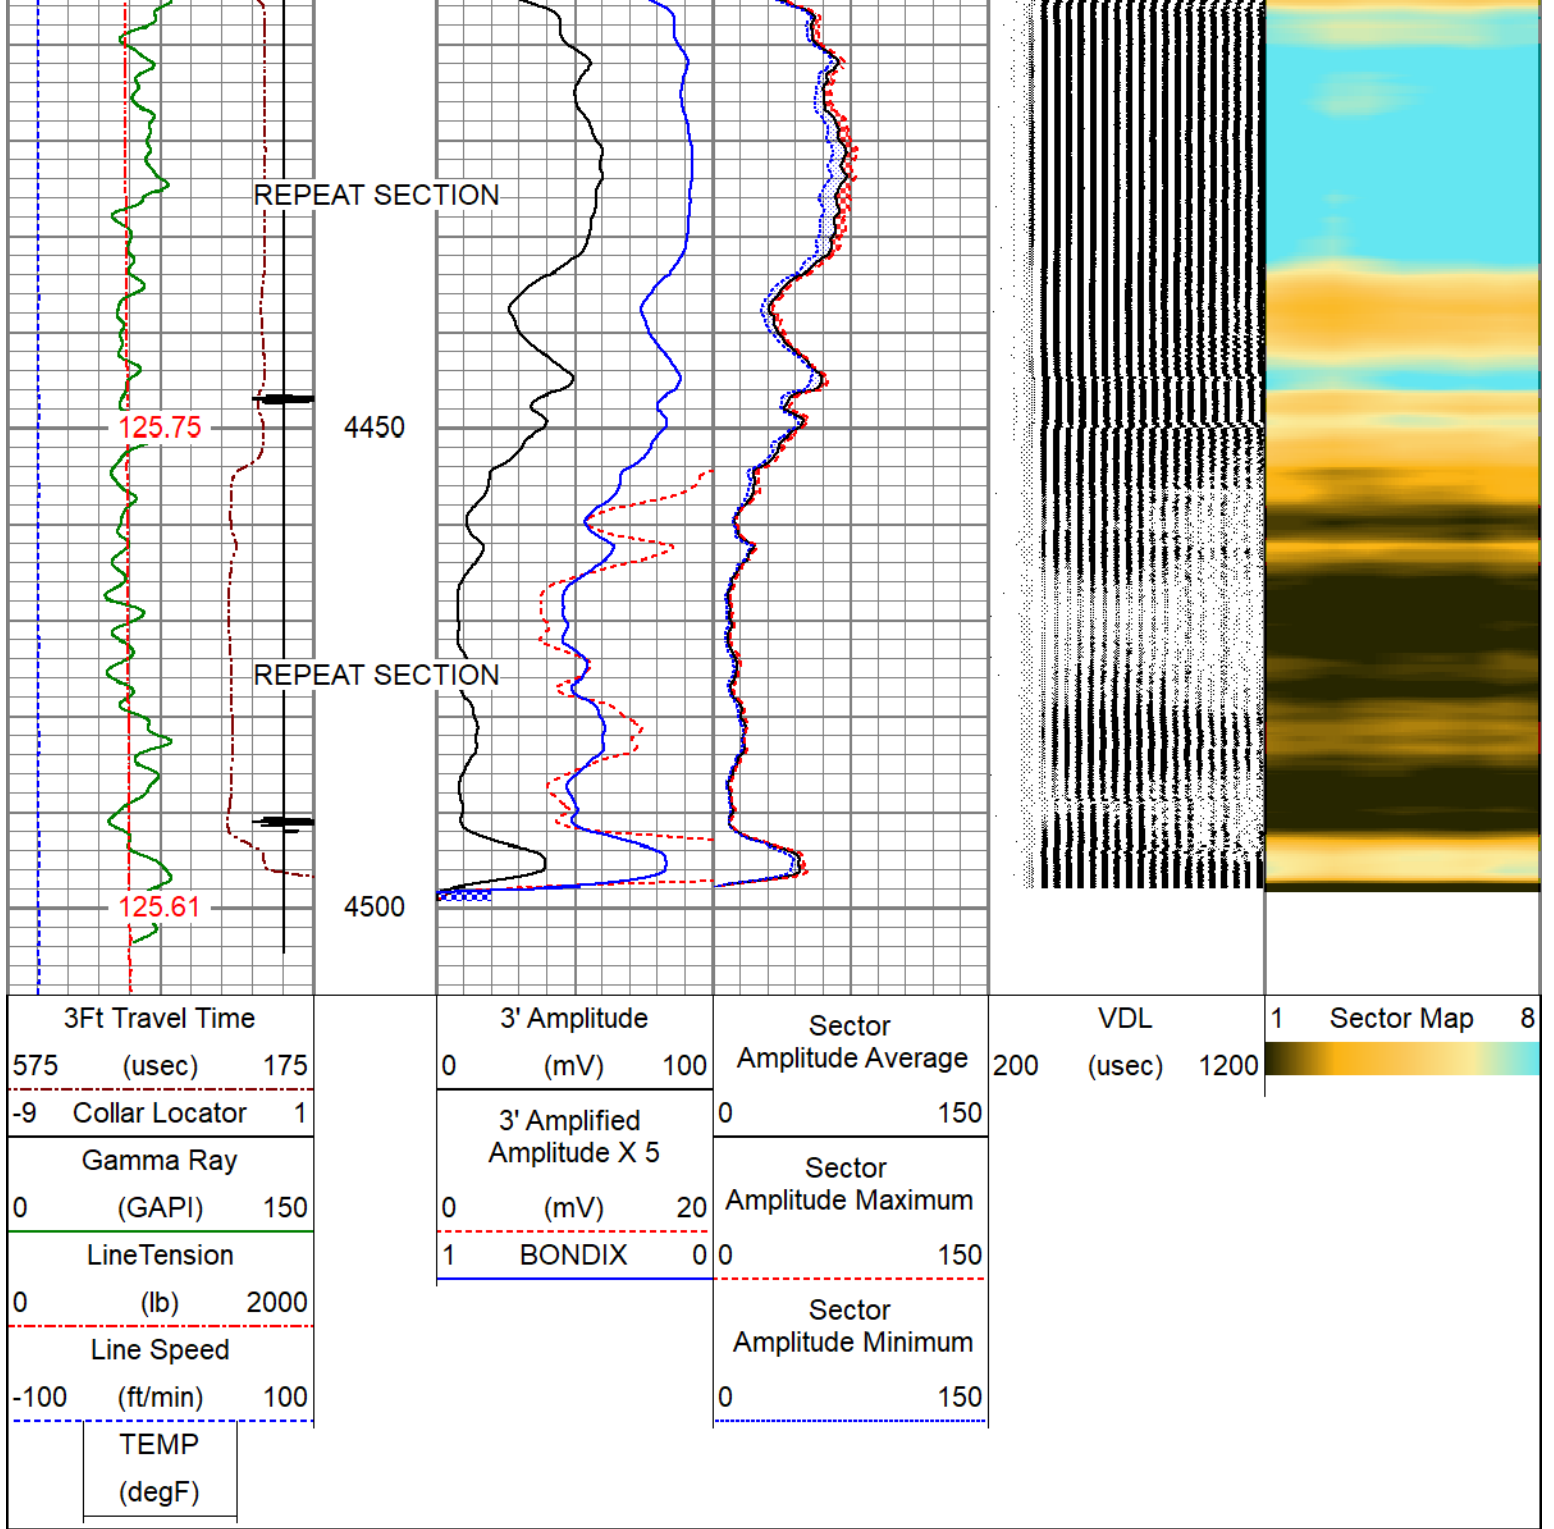 REPEAT SECTION
125.75
4450
REPEAT SECTION
125.61
4500
3Ft Travel Time
575 (usec) 175
-9 Collar Locator 1
Gamma Ray
0 (GAPI) 150
LineTension
0 (lb) 2000
Line Speed
-100 (ft/min) 100
TEMP
(degF)
3' Amplitude
0 (mV) 100
3' Amplified
Amplitude X 5
0 (mV) 20
1 BONDIX 0
Sector
Amplitude Average
0 150
Sector
Amplitude Maximum
0 150
Sector
Amplitude Minimum
0 150
VDL
200 (usec) 1200
1 Sector Map 8